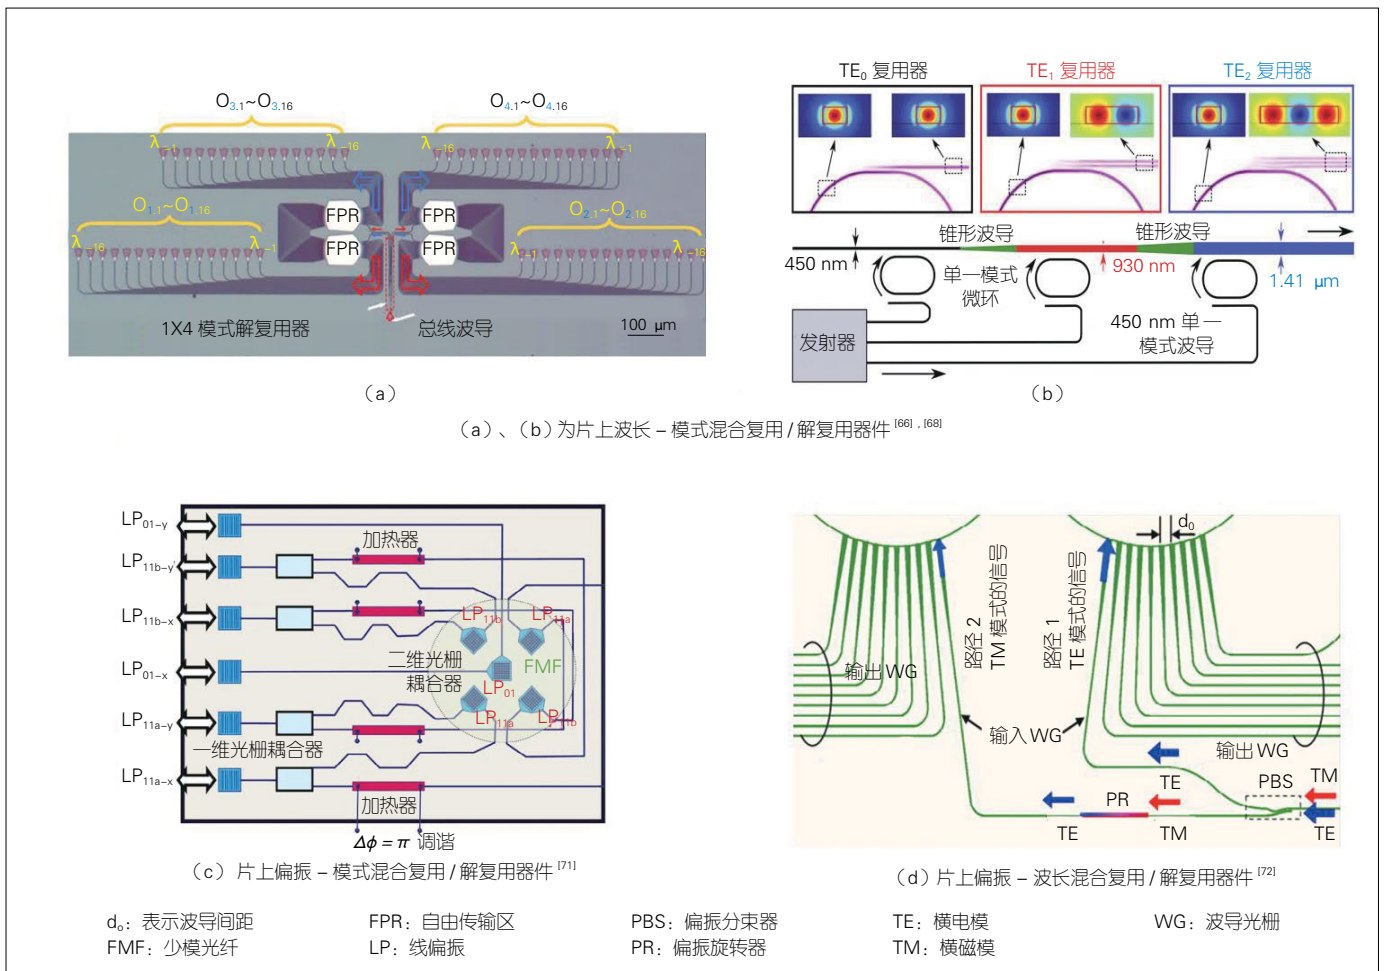 O3.1~O3.16
O4.1~O4.16
λ-1
λ-16
λ-1
λ-16
O1.1~O1.16
O2.1~O2.16
λ-16
λ-1
λ-1
λ-16
FPR
FPR
FPR
FPR
1X4 模式解复用器
总线波导
100 μm
(a)
TE0 复用器
TE1 复用器
TE2 复用器
锥形波导
锥形波导
450 nm
930 nm
1.41 μm
单一模式
微环
450 nm 单一
模式波导
发射器
(b)
(a)、(b)为片上波长 – 模式混合复用 / 解复用器件 [66],[68]
LP01-y
LP11b-y
LP11b-x
LP01-x
LP11a-y
LP11a-x
加热器
LP11b
LP11a
二维光栅
耦合器
FMF
LP01
LP11a
LP11b
一维光栅耦合器
加热器
Δϕ = π 调谐
(c)片上偏振 – 模式混合复用 / 解复用器件 [71]
d0
路径 2
TM 模式的信号
路径 1
TE 模式的信号
输出 WG
输入 WG
输出 WG
TE
PBS
TM
PR
TE
TM
TE
(d)片上偏振 – 波长混合复用 / 解复用器件 [72]
do:表示波导间距 FPR:自由传输区 PBS:偏振分束器 TE:横电模 WG:波导光栅
FMF:少模光纤 LP:线偏振 PR:偏振旋转器 TM:横磁模